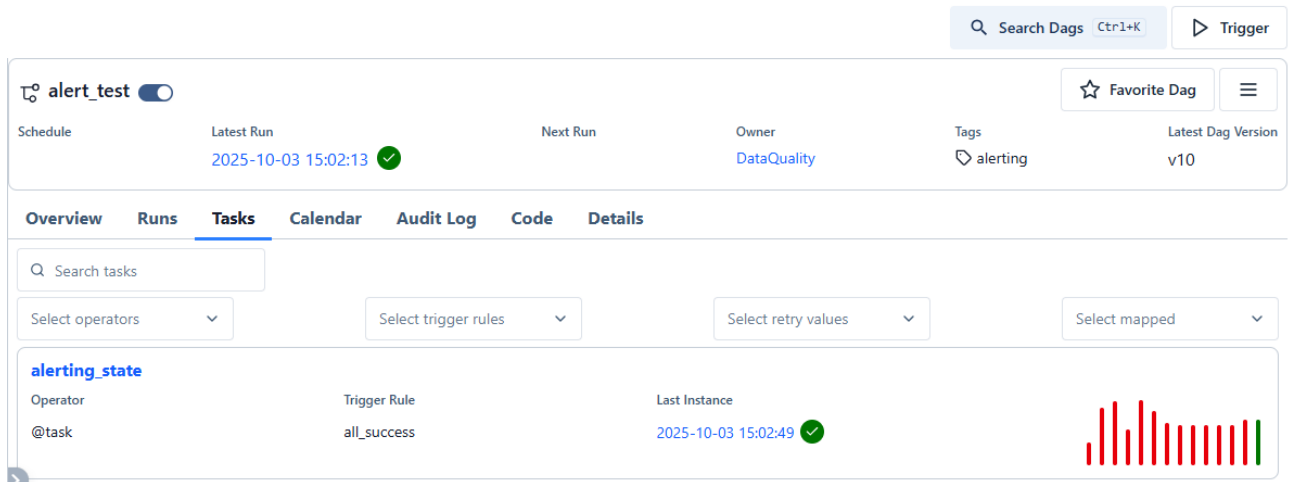 Search Dags Ctrl+K Trigger
alert_test Favorite Dag
Schedule Latest Run Next Run Owner Tags Latest Dag Version
2025-10-03 15:02:13 DataQuality alerting v10
Overview Runs Tasks Calendar Audit Log Code Details
Search tasks
Select operators Select trigger rules Select retry values Select mapped
alerting_state
Operator Trigger Rule Last Instance
@task all_success 2025-10-03 15:02:49